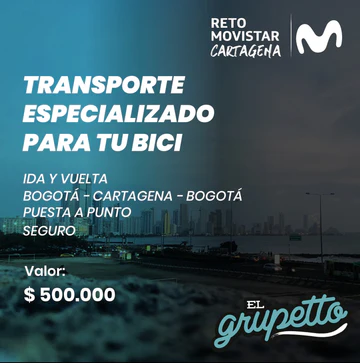 RETO
MOVISTAR
CARTAGENA
TRANSPORTE
ESPECIALIZADO
PARA TU BICI
IDA Y VUELTA
BOGOTÁ - CARTAGENA - BOGOTÁ
PUESTA A PUNTO
SEGURO
Valor:
$ 500.000
EL
grupetto